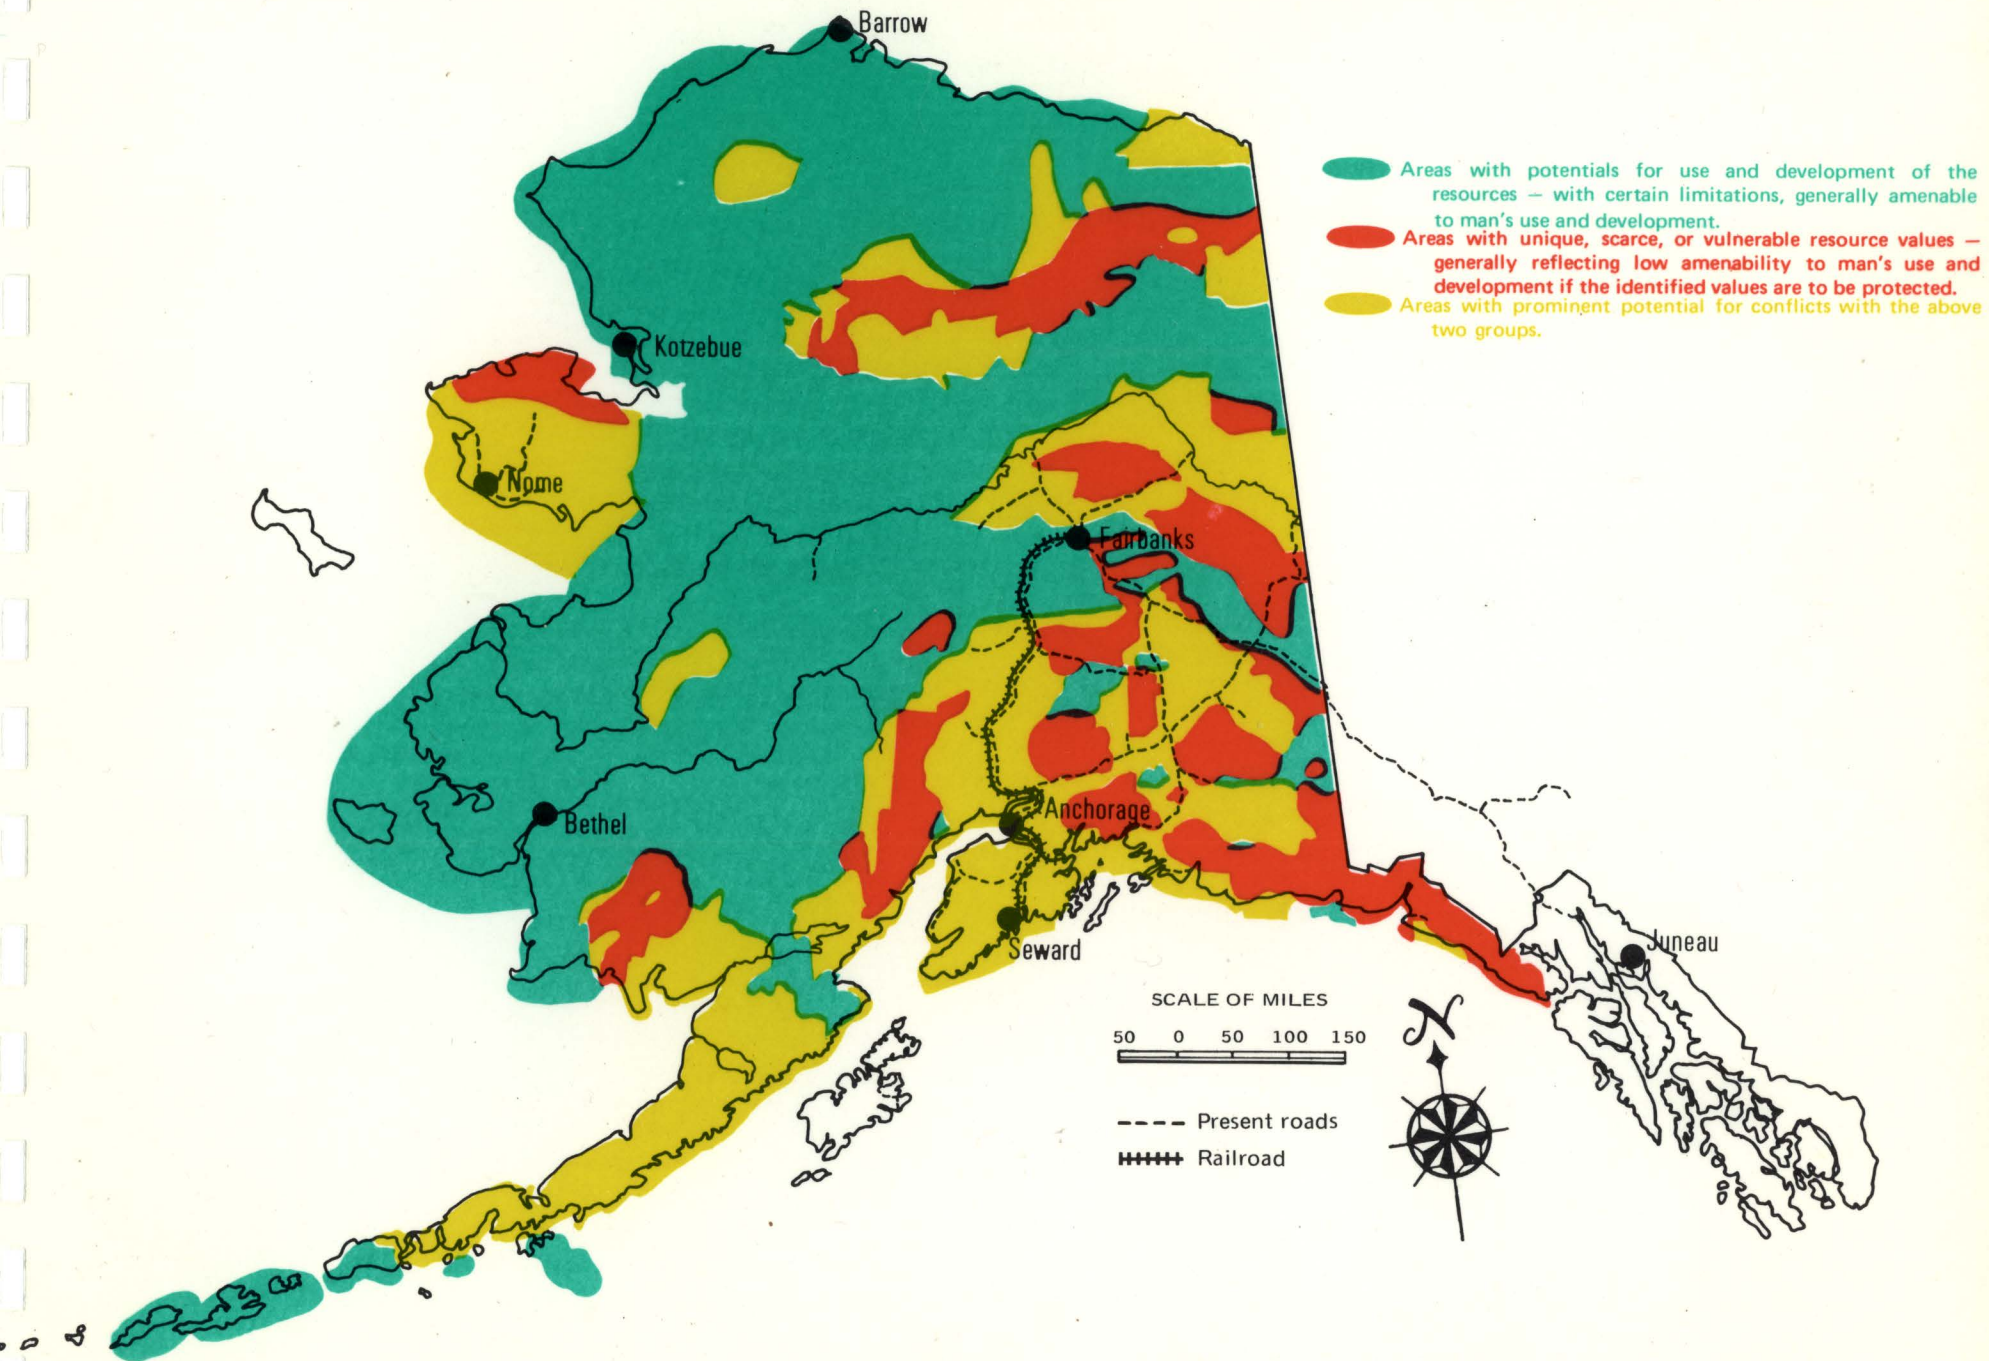 Barrow
Areas with potentials for use and development of the
resources — with certain limitations, generally amenable
to man's use and development.
Areas with unique, scarce, or vulnerable resource values —
generally reflecting low amenability to man's use and
development if the identified values are to be protected.
Areas with prominent potential for conflicts with the above
two groups.
Kotzebue
Nome
Fairbanks
Bethel
Anchorage
Seward
Juneau
SCALE OF MILES
50 0 50 100 150
N
Present roads
Railroad